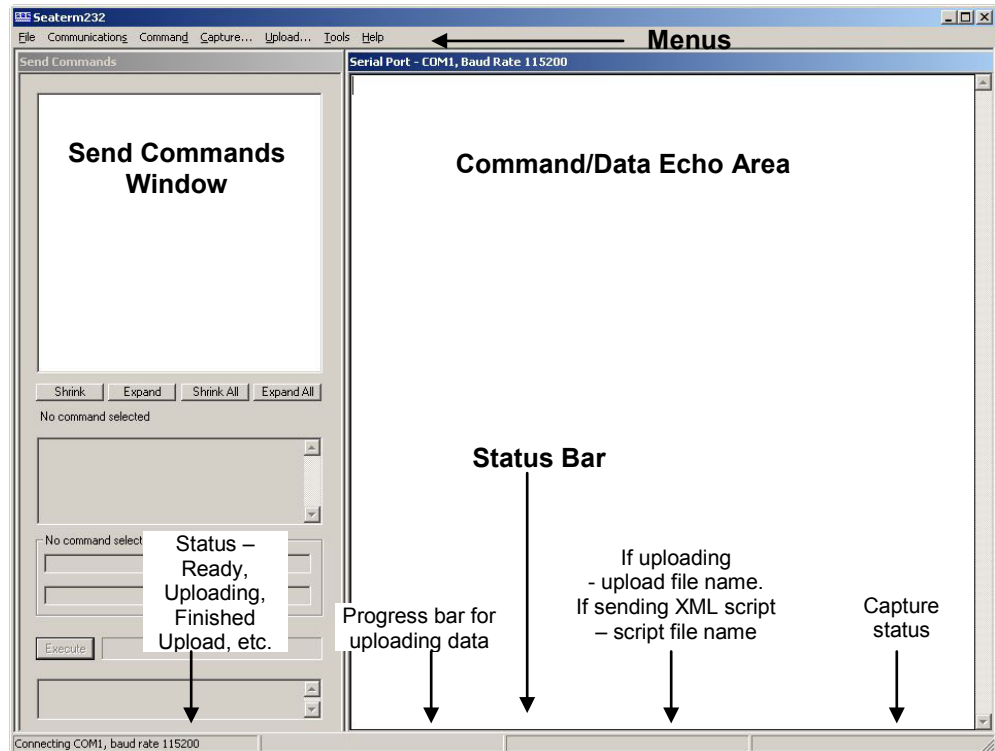 Seaterm232
File Communications Command Capture... Upload... Tools Help
Menus
Send Commands
Serial Port - COM1, Baud Rate 115200
Send Commands
Window
Command/Data Echo Area
Shrink Expand Shrink All Expand All
No command selected
Status Bar
No command selec
Status –
Ready,
Uploading,
Finished
Upload, etc.
Progress bar for
uploading data
If uploading
- upload file name.
If sending XML script
– script file name
Capture
status
Execute
Connecting COM1, baud rate 115200